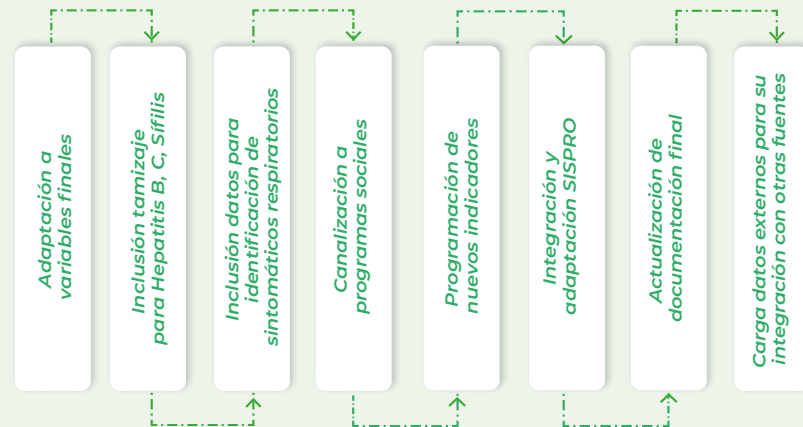 Adaptación a
variables finales
Inclusión tamizaje
para Hepatitis B, C, Sífilis
Inclusión datos para
identificación de
sintomáticos respiratorios
Canalización a
programas sociales
Programación de
nuevos indicadores
Integración y
adaptación SISPRO
Actualización de
documentación final
Carga datos externos para su
integración con otras fuentes